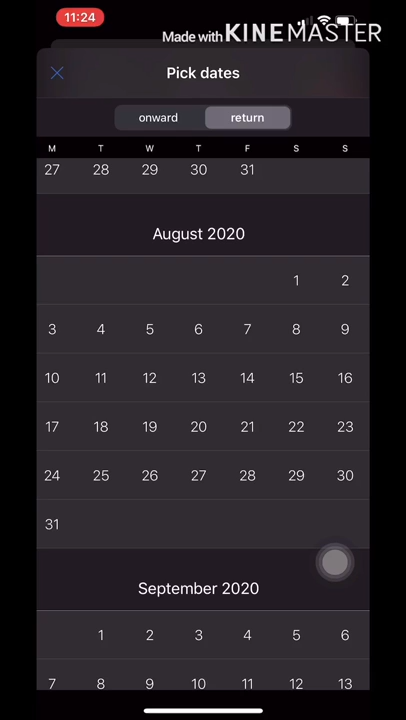 11:24
Made with KINEMASTER
Pick dates
onward return
M T W T F S S
27 28 29 30 31
August 2020
1 2
3 4 5 6 7 8 9
10 11 12 13 14 15 16
17 18 19 20 21 22 23
24 25 26 27 28 29 30
31
September 2020
1 2 3 4 5 6
7 8 9 10 11 12 13